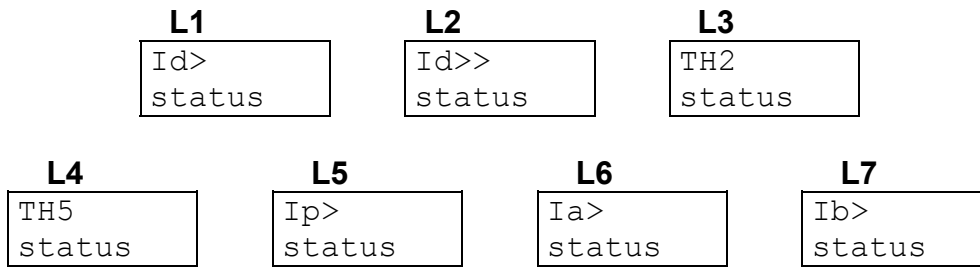 L1 L2 L3
Id> Id>> TH2
status status status
L4 L5 L6 L7
TH5 Ip> Ia> Ib>
status status status status